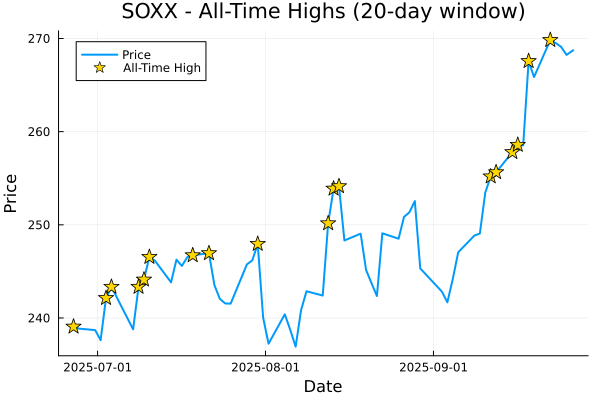 SOXX - All-Time Highs (20-day window)
270
260
250
240
Price
Price
All-Time High
2025-07-01
2025-08-01
2025-09-01
Date